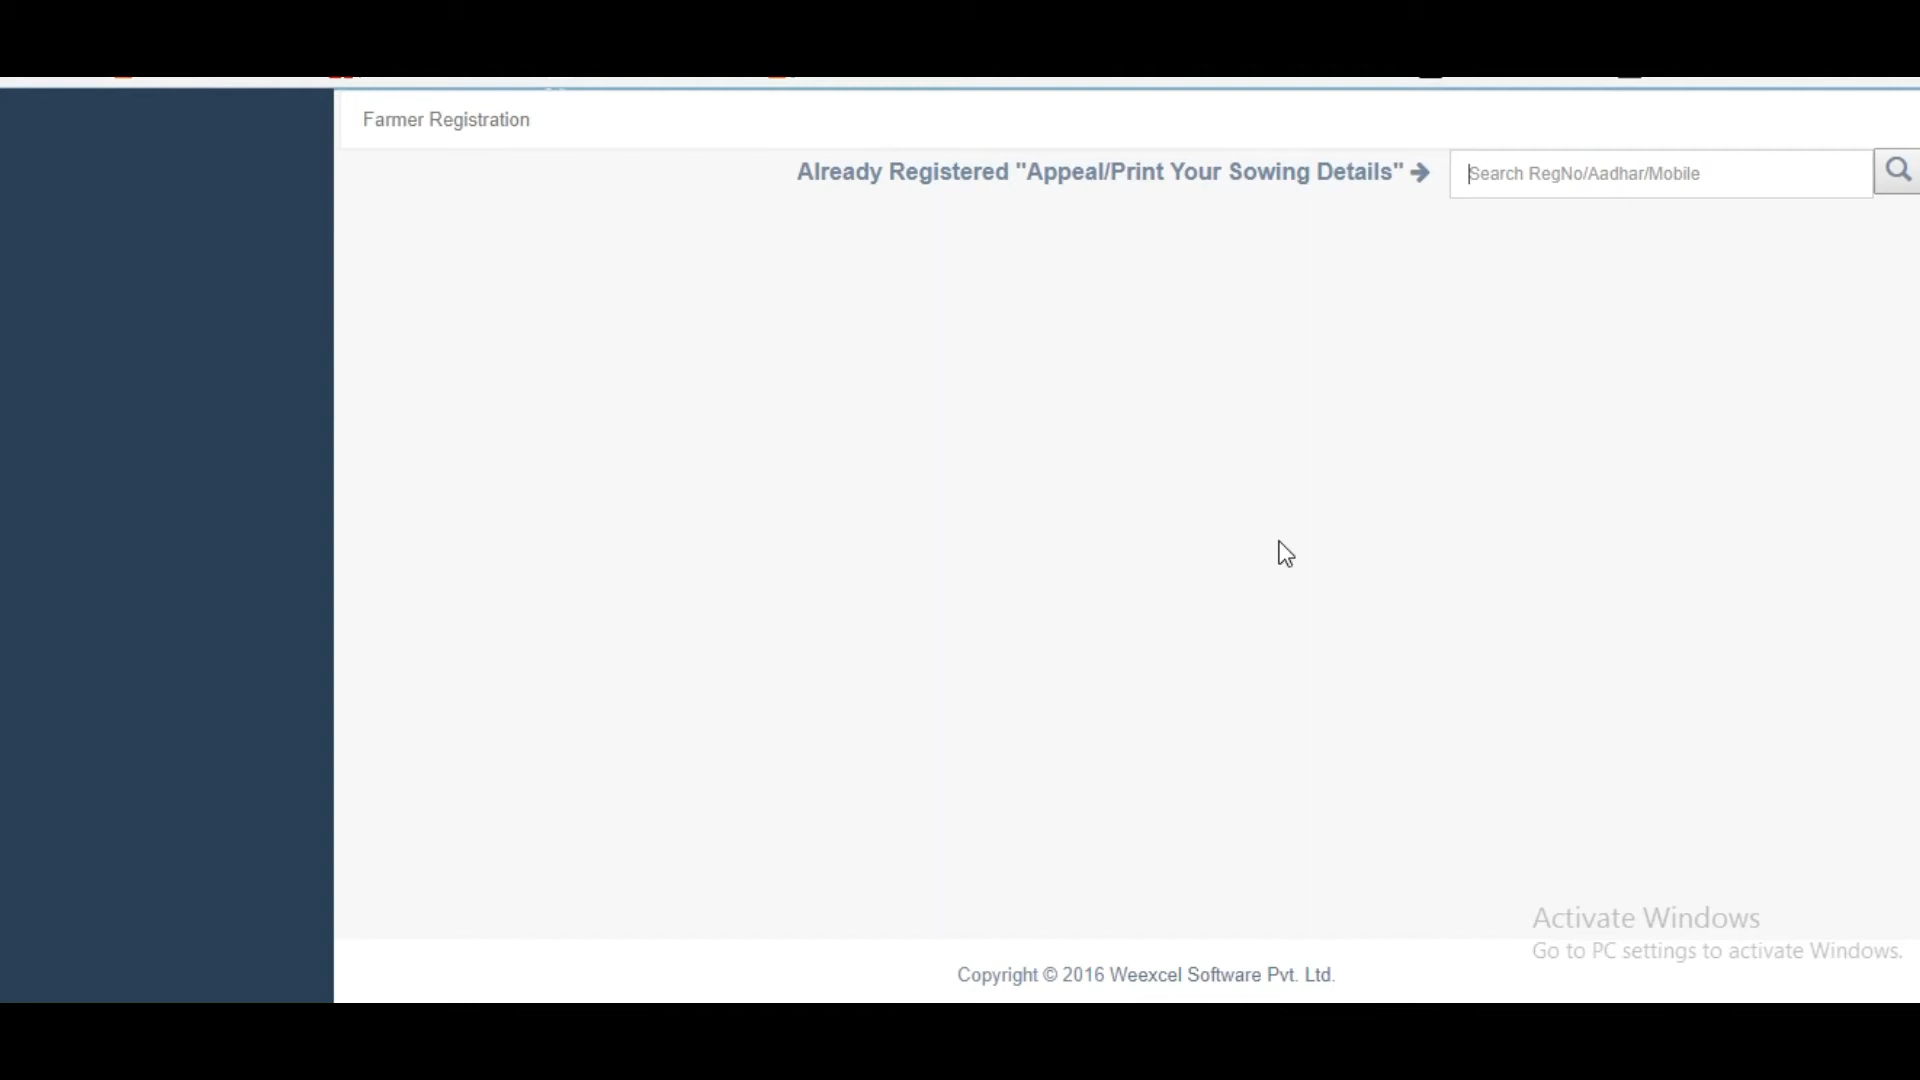 Farmer Registration
Already Registered "Appeal/Print Your Sowing Details"
Search RegNo/Aadhar/Mobile
Activate Windows
Go to PC settings to activate Windows.
Copyright © 2016 Weexcel Software Pvt. Ltd.